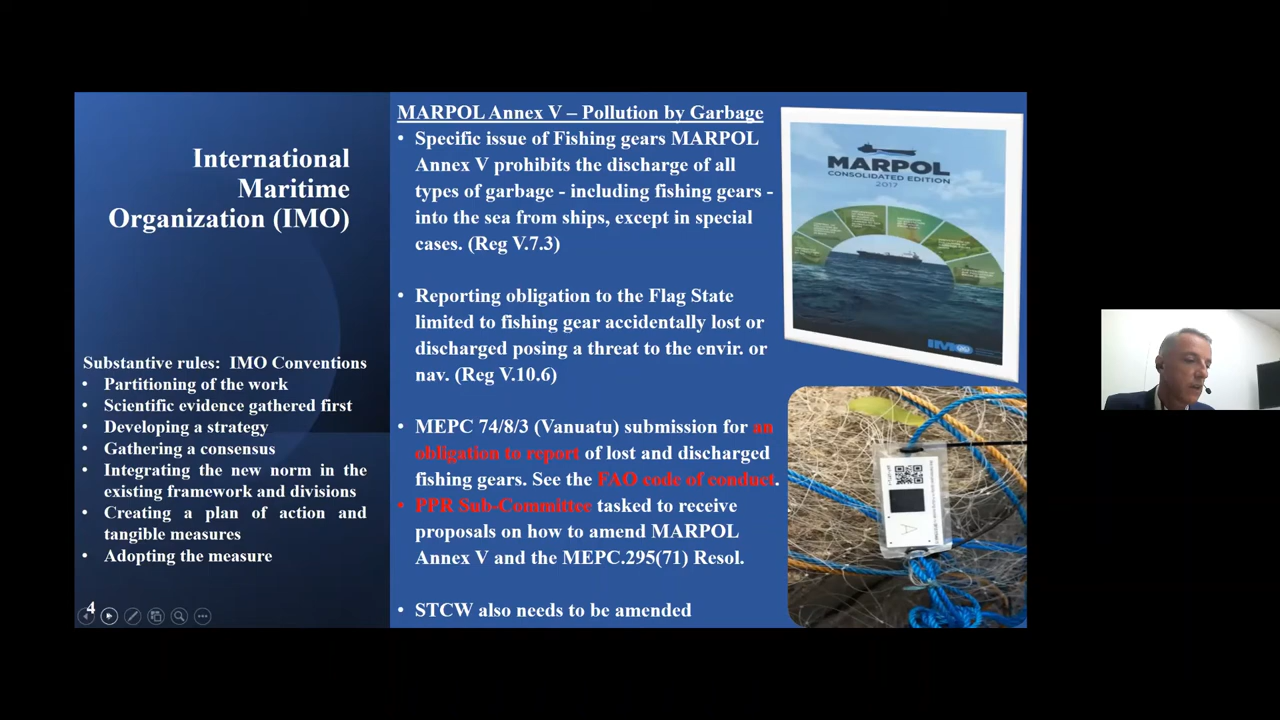 International
Maritime
Organization (IMO)
Substantive rules: IMO Conventions
• Partitioning of the work
• Scientific evidence gathered first
• Developing a strategy
• Gathering a consensus
• Integrating the new norm in the
existing framework and divisions
• Creating a plan of action and
tangible measures
• Adopting the measure
4
MARPOL Annex V – Pollution by Garbage
• Specific issue of Fishing gears MARPOL
Annex V prohibits the discharge of all
types of garbage - including fishing gears -
into the sea from ships, except in special
cases. (Reg V.7.3)
• Reporting obligation to the Flag State
limited to fishing gear accidentally lost or
discharged posing a threat to the envir. or
nav. (Reg V.10.6)
• MEPC 74/8/3 (Vanuatu) submission for an
obligation to report of lost and discharged
fishing gears. See the FAO code of conduct.
• PPR Sub-Committee tasked to receive
proposals on how to amend MARPOL
Annex V and the MEPC.295(71) Resol.
• STCW also needs to be amended
MARPOL
CONSOLIDATED EDITION
2017
IMO
A